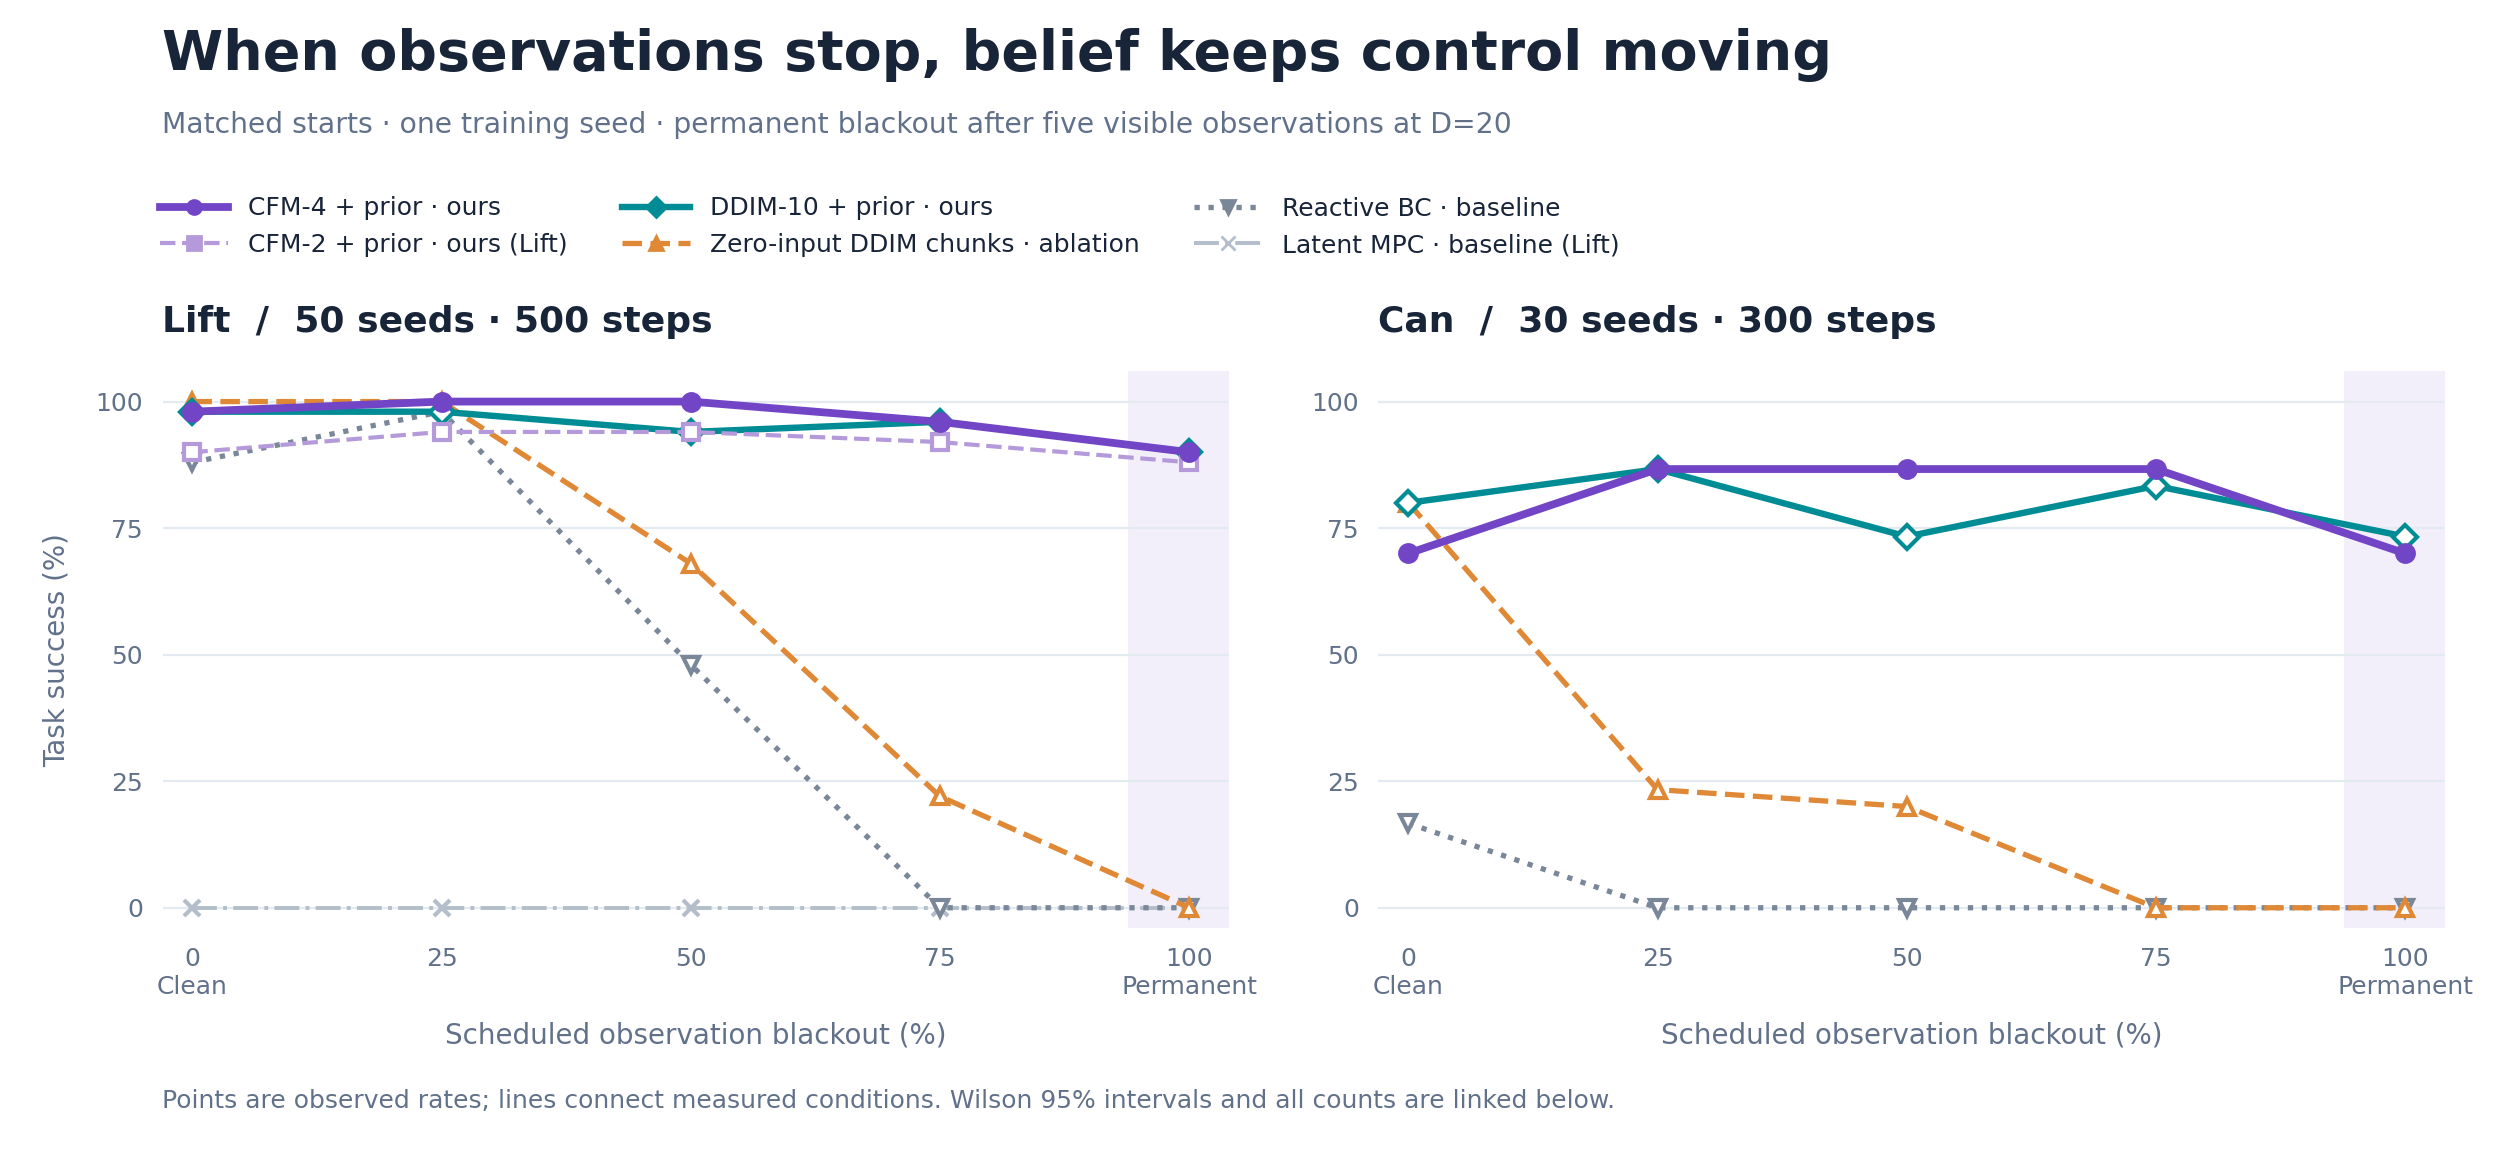 When observations stop, belief keeps control moving
Matched starts · one training seed · permanent blackout after five visible observations at D=20
CFM-4 + prior · ours
DDIM-10 + prior · ours
Reactive BC · baseline
CFM-2 + prior · ours (Lift)
Zero-input DDIM chunks · ablation
Latent MPC · baseline (Lift)
Lift / 50 seeds · 500 steps
Task success (%)
100
75
50
25
0
0 25 50 75 100
Clean Permanent
Scheduled observation blackout (%)
Can / 30 seeds · 300 steps
100
75
50
25
0
0 25 50 75 100
Clean Permanent
Scheduled observation blackout (%)
Points are observed rates; lines connect measured conditions. Wilson 95% intervals and all counts are linked below.